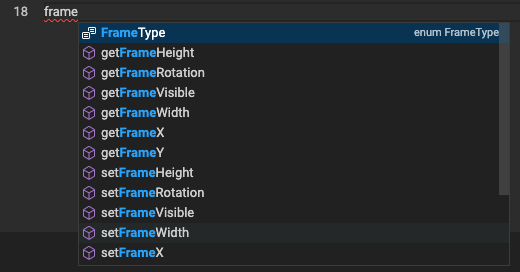 18 frame
FrameType enum FrameType
getFrameHeight
getFrameRotation
getFrameVisible
getFrameWidth
getFrameX
getFrameY
setFrameHeight
setFrameRotation
setFrameVisible
setFrameWidth
setFrameX